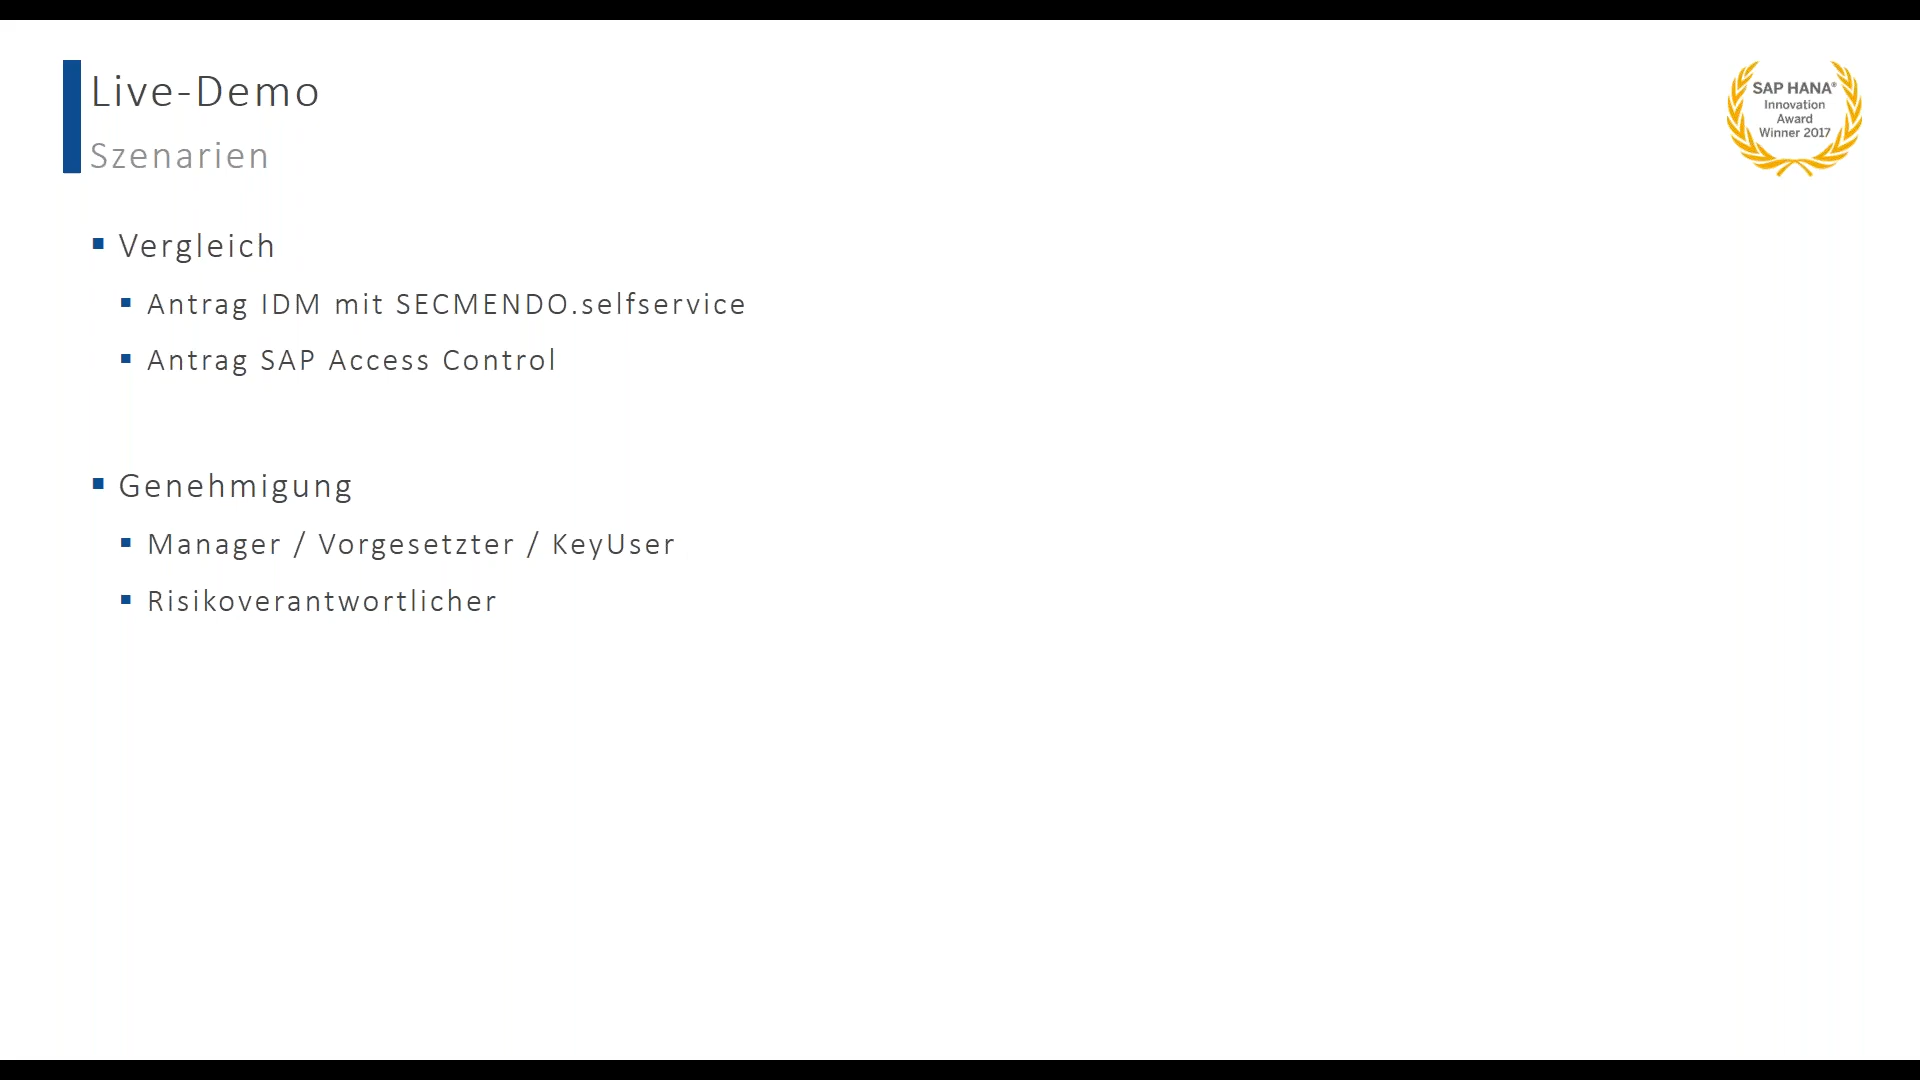 Live-Demo
Szenarien
SAP HANA®
Innovation
Award
Winner 2017
Vergleich
Antrag IDM mit SECMENDO.selfservice
Antrag SAP Access Control
Genehmigung
Manager / Vorgesetzter / KeyUser
Risikoverantwortlicher